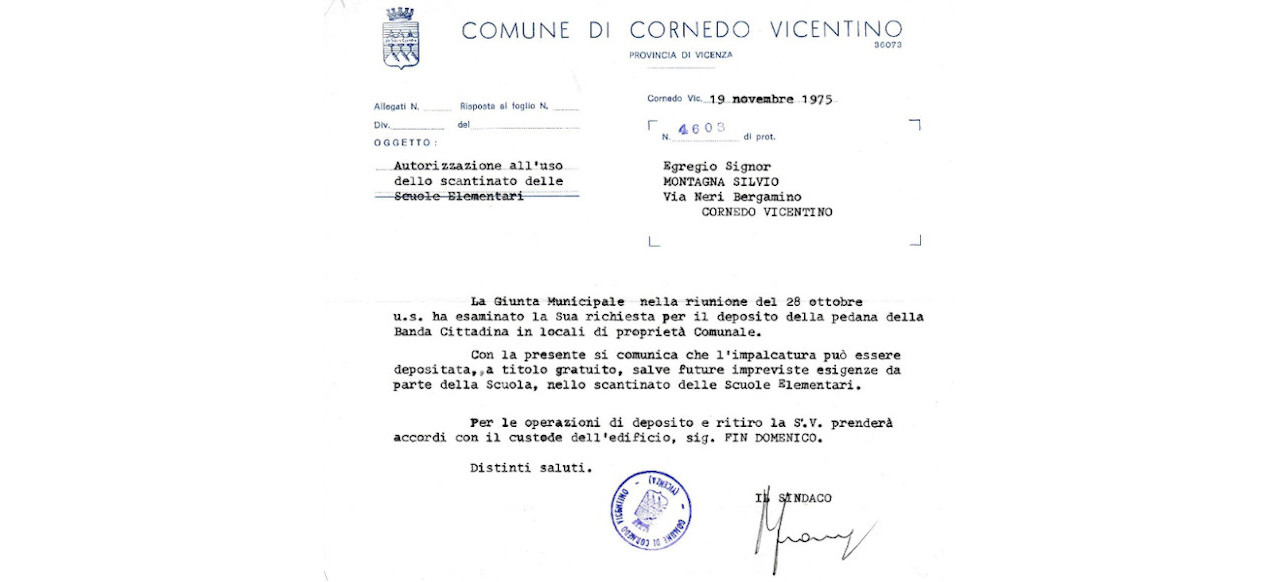 COMUNE DI CORNEDO VICENTINO
36073
PROVINCIA DI VICENZA
Allegati N. Risposta al foglio N.
Div. del
OGGETTO:
Autorizzazione all'uso
dello scantinato delle
Scuole Elementari
Cornedo Vic. 19 novembre 1975
N. 4603 di prot.
Egregio Signor
MONTAGNA SILVIO
Via Neri Bergamino
CORNEDO VICENTINO
La Giunta Municipale nella riunione del 28 ottobre
u.s. ha esaminato la Sua richiesta per il deposito della pedana della
Banda Cittadina in locali di proprietà Comunale.
Con la presente si comunica che l'impalcatura può essere
depositata,,a titolo gratuito, salve future impreviste esigenze da
parte della Scuola, nello scantinato delle Scuole Elementari.
Per le operazioni di deposito e ritiro la S.V. prenderà
accordi con il custode dell'edificio, sig. FIN DOMENICO.
Distinti saluti.
COMUNE DI CORNEDO VICENTINO
(VICENZA)
IL SINDACO